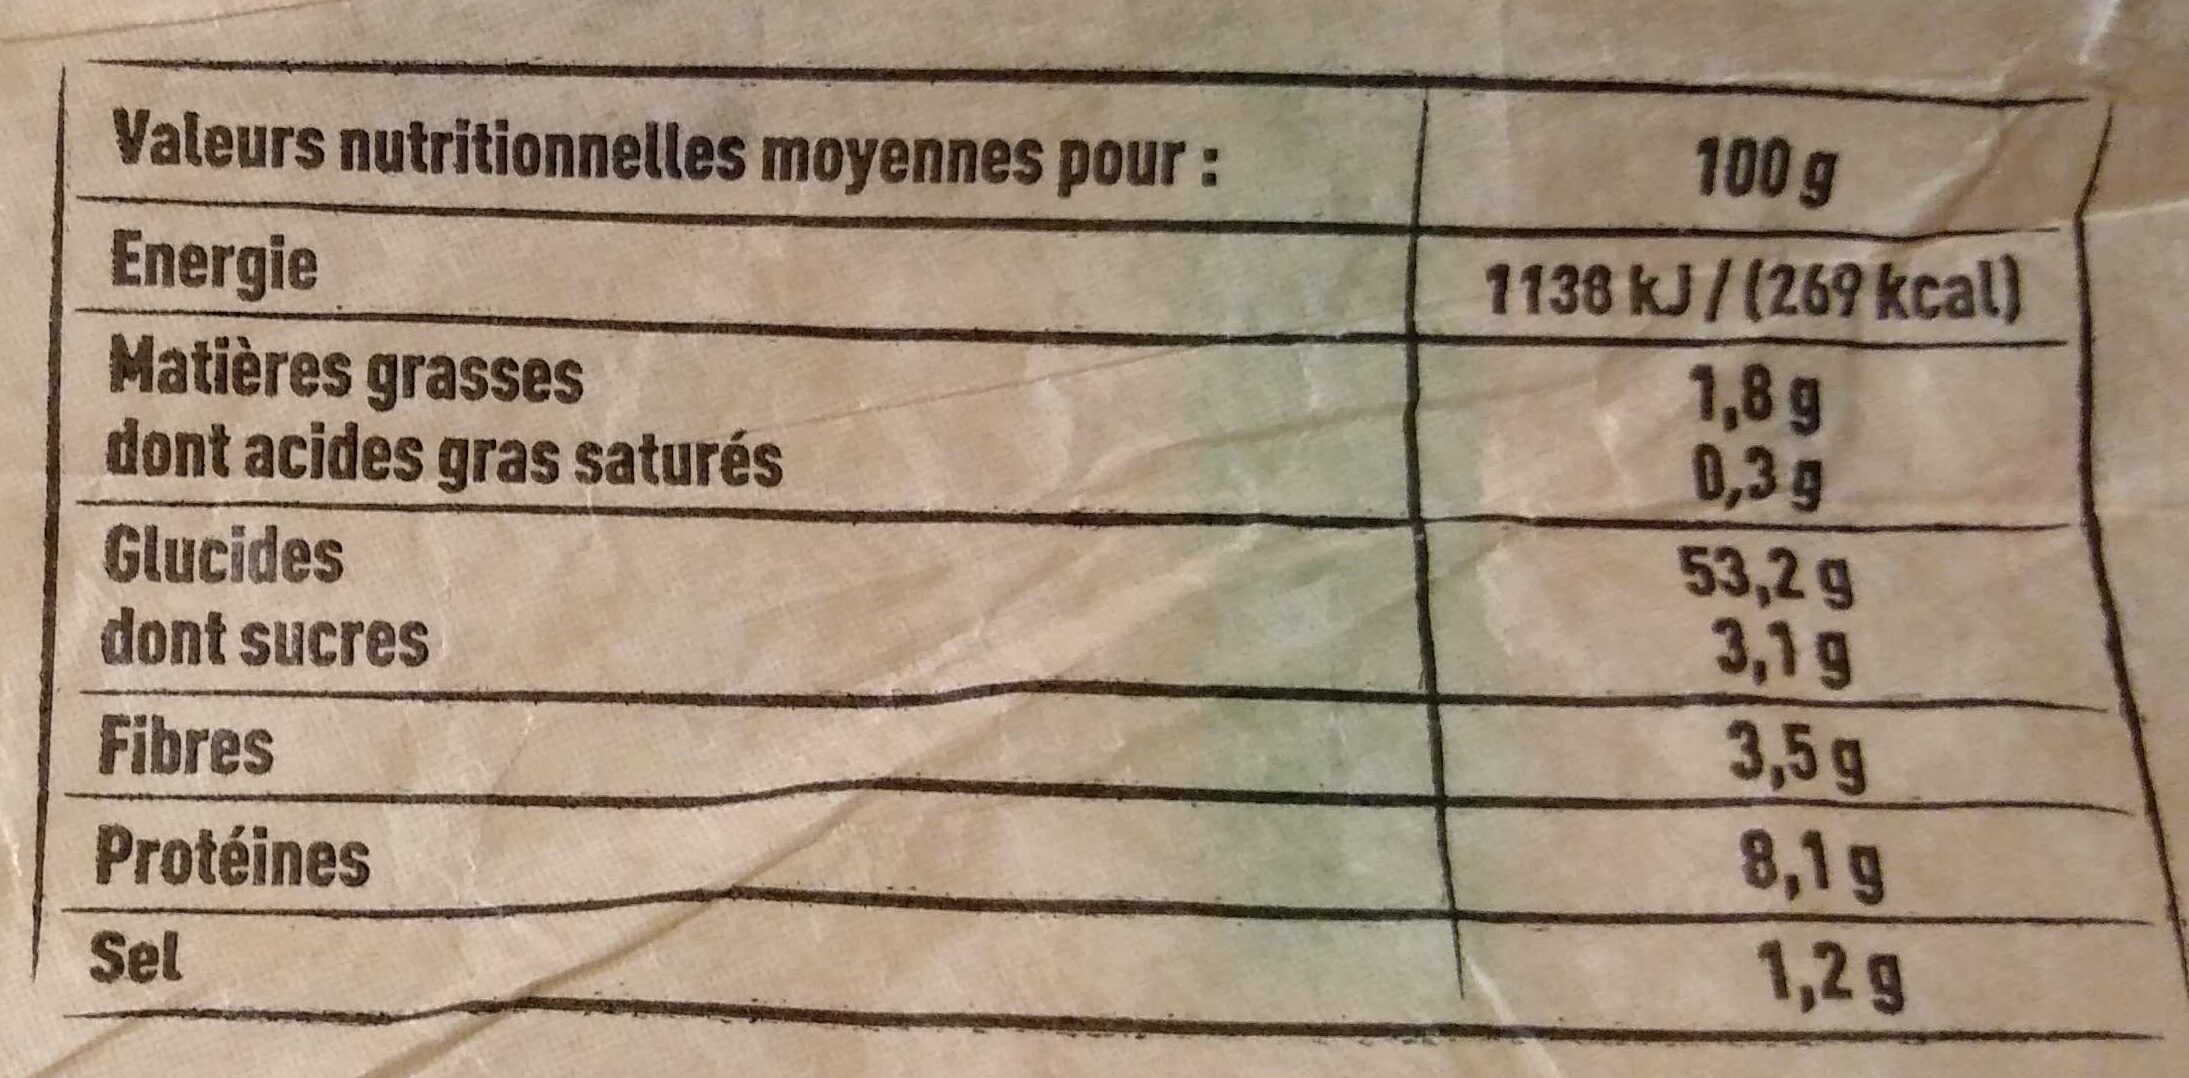 Valeurs nutritionnelles moyennes pour : 100 g
Energie 1138 kJ / (269 kcal)
Matières grasses 1,8 g
dont acides gras saturés 0,3 g
Glucides 53,2 g
dont sucres 3,1 g
Fibres 3,5 g
Protéines 8,1 g
Sel 1,2 g